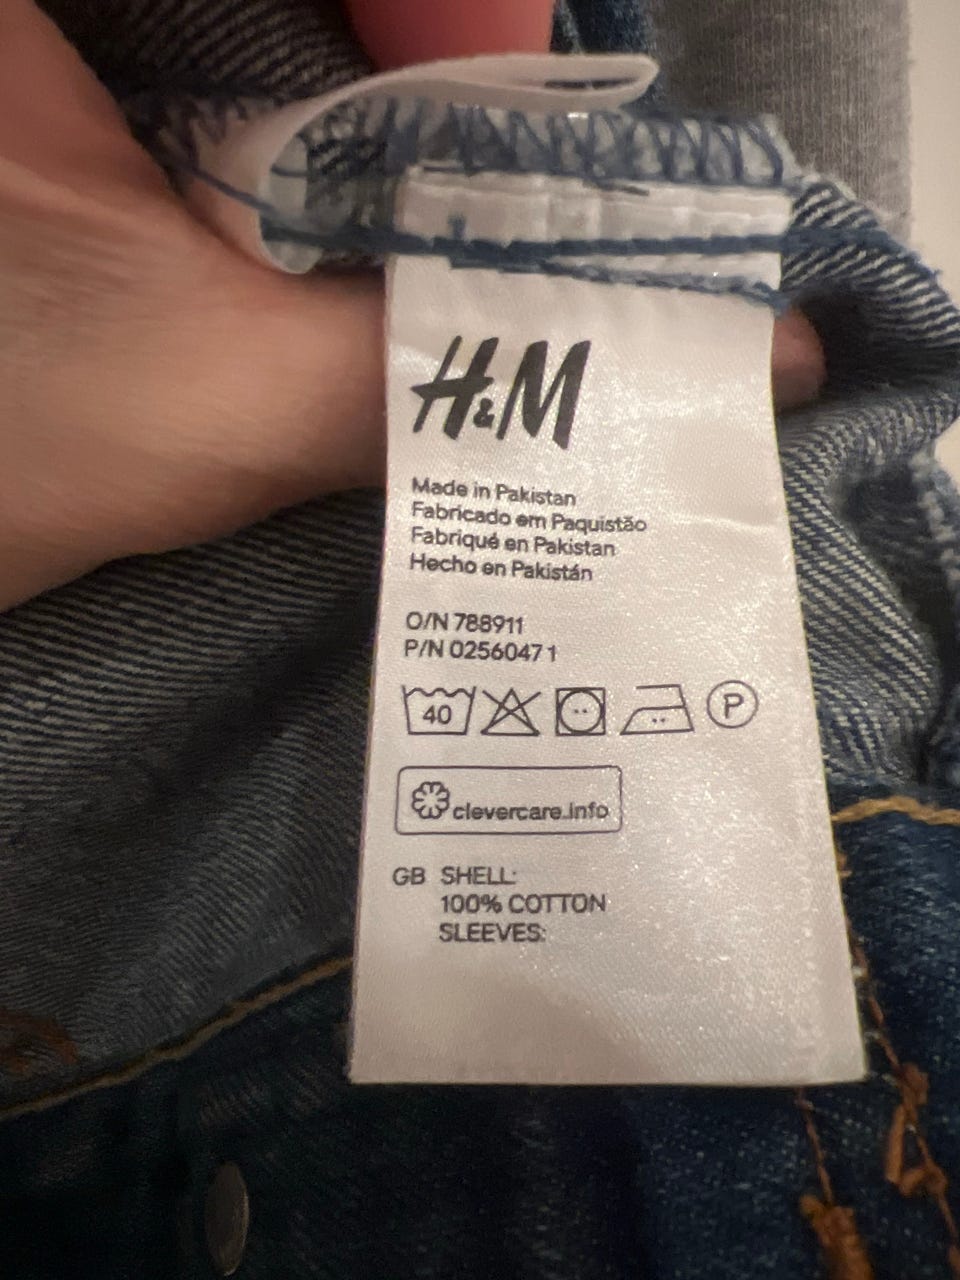 H&M
Made in Pakistan
Fabricado em Paquistão
Fabriqué en Pakistan
Hecho en Pakistán
O/N 788911
P/N 02560471
40 P
clevercare.info
GB SHELL:
100% COTTON
SLEEVES: